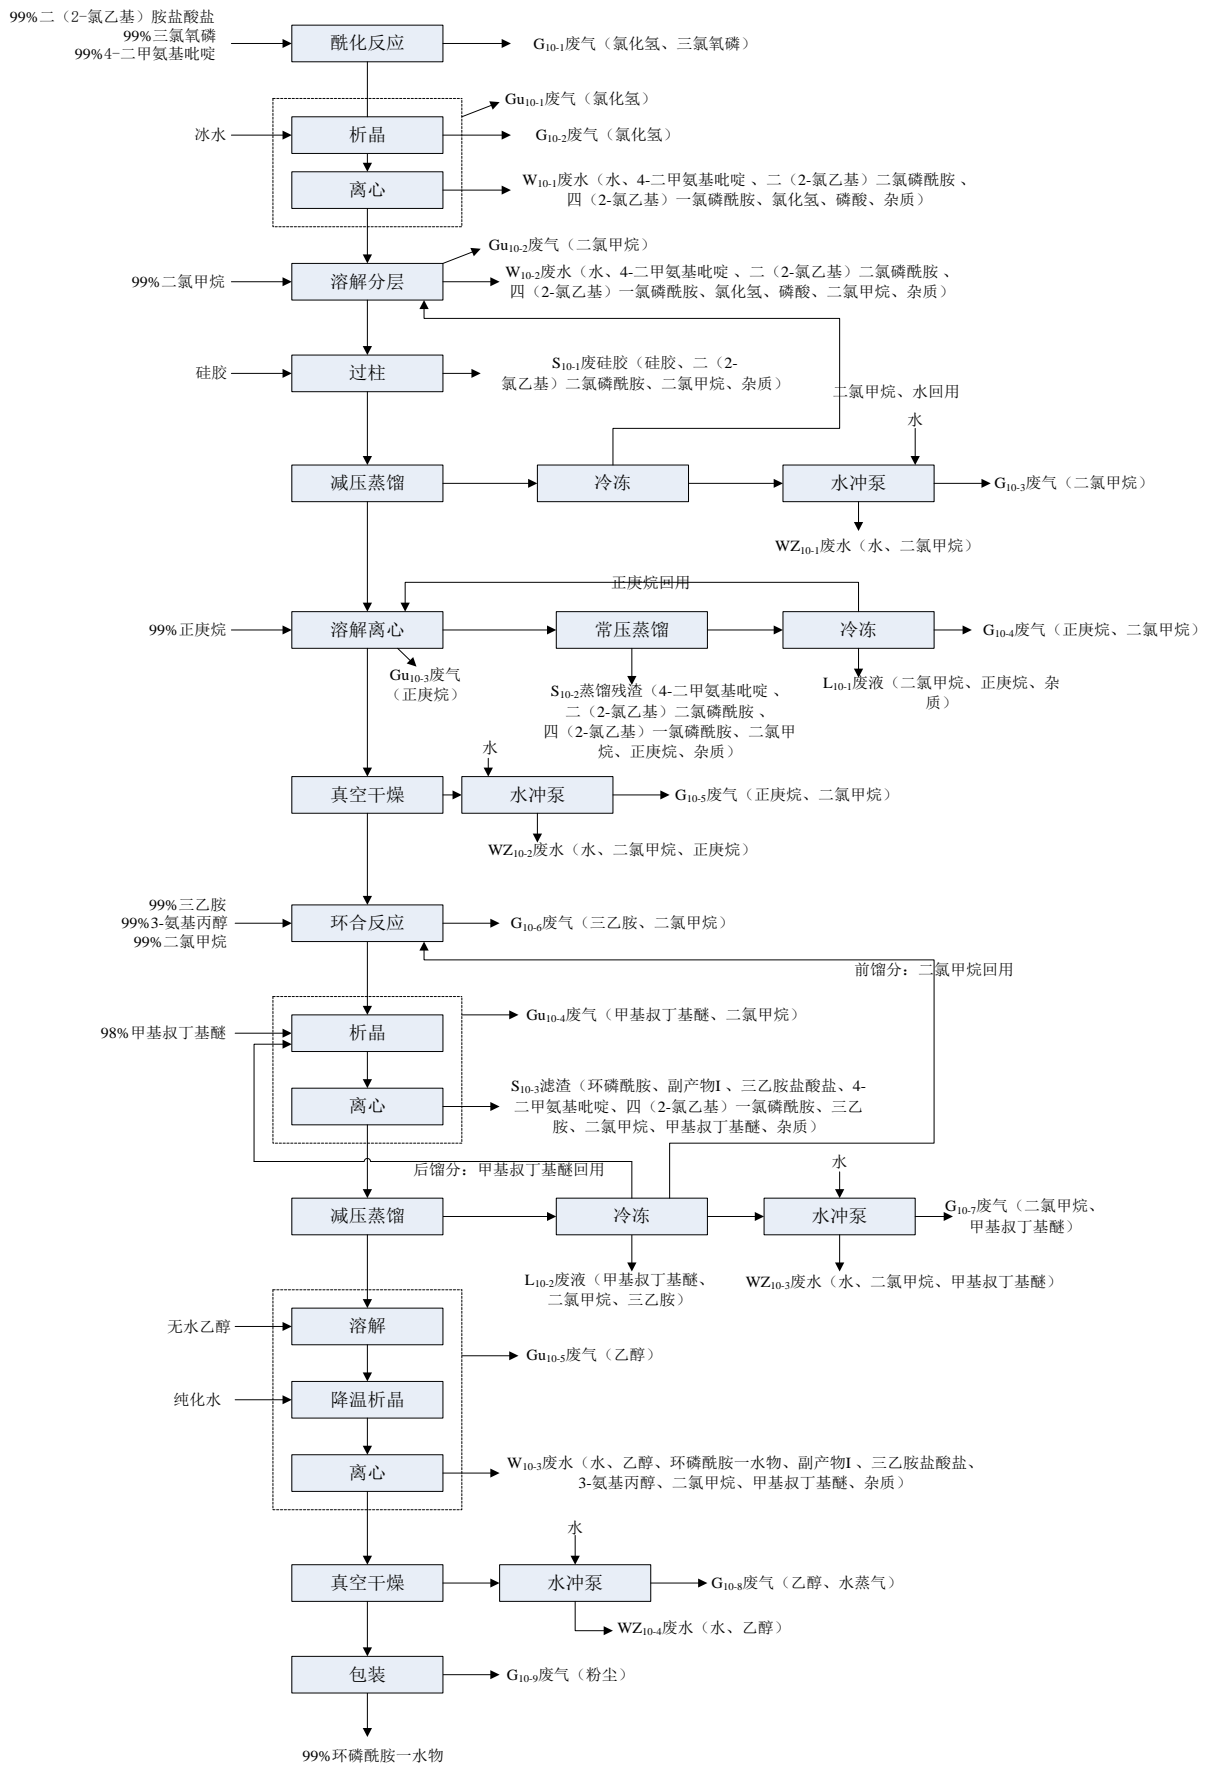 99%二（2-氯乙基）胺盐酸盐
99%三氯氧磷
99%4-二甲氨基吡啶
酰化反应
G10-1废气（氯化氢、三氯氧磷）
Gu10-1废气（氯化氢）
冰水
析晶
G10-2废气（氯化氢）
离心
W10-1废水（水、4-二甲氨基吡啶 、二（2-氯乙基）二氯磷酰胺 、
四（2-氯乙基）一氯磷酰胺、氯化氢、磷酸、杂质）
Gu10-2废气（二氯甲烷）
99%二氯甲烷
溶解分层
W10-2废水（水、4-二甲氨基吡啶 、二（2-氯乙基）二氯磷酰胺 、
四（2-氯乙基）一氯磷酰胺、氯化氢、磷酸、二氯甲烷、杂质）
硅胶
过柱
S10-1废硅胶（硅胶、二（2-
氯乙基）二氯磷酰胺、二氯甲烷、杂质）
二氯甲烷、水回用
水
减压蒸馏
冷冻
水冲泵
G10-3废气（二氯甲烷）
WZ10-1废水（水、二氯甲烷）
正庚烷回用
99%正庚烷
溶解离心
常压蒸馏
冷冻
G10-4废气（正庚烷、二氯甲烷）
Gu10-3废气
（正庚烷）
S10-2蒸馏残渣（4-二甲氨基吡啶 、
二（2-氯乙基）二氯磷酰胺 、
四（2-氯乙基）一氯磷酰胺、二氯甲
烷、正庚烷、杂质）
L10-1废液（二氯甲烷、正庚烷、杂
质）
水
真空干燥
水冲泵
G10-5废气（正庚烷、二氯甲烷）
WZ10-2废水（水、二氯甲烷、正庚烷）
99%三乙胺
99%3-氨基丙醇
99%二氯甲烷
环合反应
G10-6废气（三乙胺、二氯甲烷）
前馏分：二氯甲烷回用
98%甲基叔丁基醚
析晶
Gu10-4废气（甲基叔丁基醚、二氯甲烷）
离心
S10-3滤渣（环磷酰胺、副产物I 、三乙胺盐酸盐、4-
二甲氨基吡啶、四（2-氯乙基）一氯磷酰胺、三乙
胺、二氯甲烷、甲基叔丁基醚、杂质）
后馏分：甲基叔丁基醚回用
水
减压蒸馏
冷冻
水冲泵
G10-7废气（二氯甲烷、
甲基叔丁基醚）
L10-2废液（甲基叔丁基醚、
二氯甲烷、三乙胺）
WZ10-3废水（水、二氯甲烷、甲基叔丁基醚）
无水乙醇
溶解
Gu10-5废气（乙醇）
纯化水
降温析晶
离心
W10-3废水（水、乙醇、环磷酰胺一水物、副产物I 、三乙胺盐酸盐、
3-氨基丙醇、二氯甲烷、甲基叔丁基醚、杂质）
水
真空干燥
水冲泵
G10-8废气（乙醇、水蒸气）
WZ10-4废水（水、乙醇）
包装
G10-9废气（粉尘）
99%环磷酰胺一水物